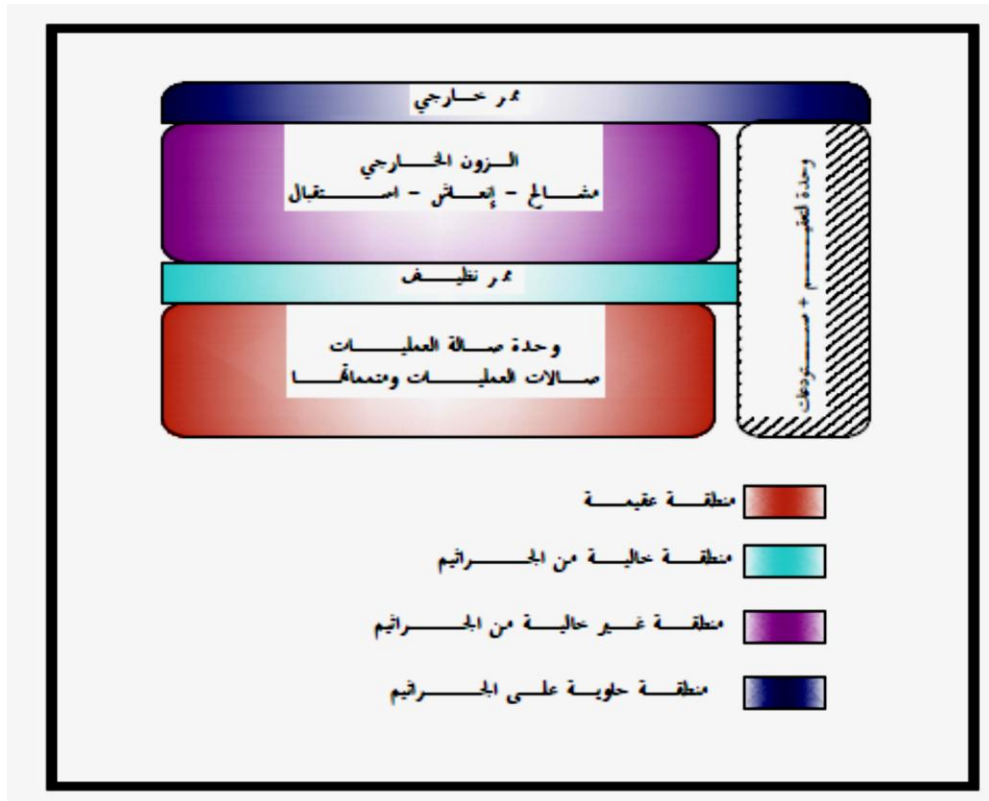 ممر خارجي
الزون الخارجي
مشالح - إنعاش - استقبال
ممر نظيف
وحدة صالة العمليات
صالات العمليات ومتمماتها
وحدة تعقيم + مستودعات
منطقة عقيمة
منطقة خالية من الجراثيم
منطقة غير خالية من الجراثيم
منطقة حاوية على الجراثيم